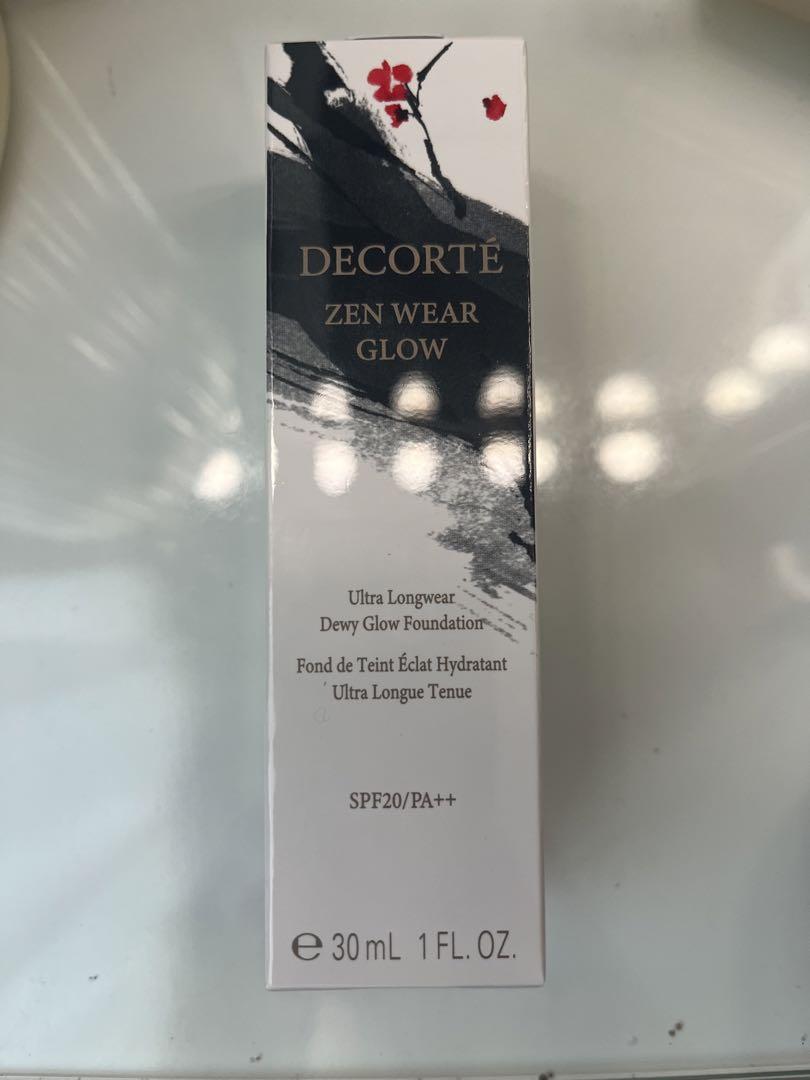 DECORTÉ
ZEN WEAR
GLOW
Ultra Longwear
Dewy Glow Foundation
Fond de Teint Éclat Hydratant
Ultra Longue Tenue
SPF20/PA++
℮ 30 mL 1 FL. OZ.